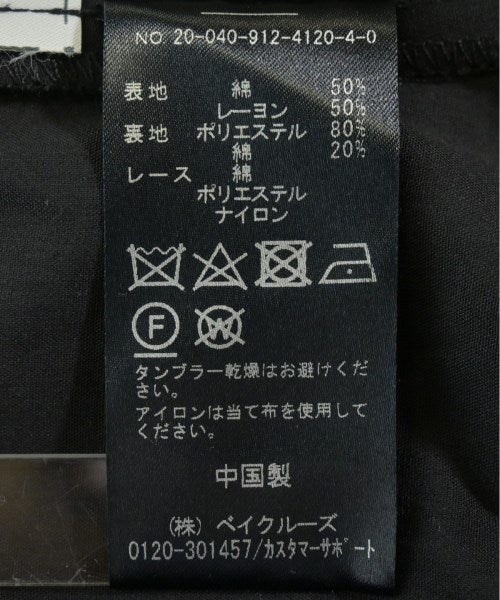 NO 20-040-912-4120-4-0
表地 綿 50%
レーヨン 50%
裏地 ポリエステル 80%
綿 20%
レース 綿
ポリエステル
ナイロン
F W
タンブラー乾燥はお避けくだ
さい。
アイロンは当て布を使用して
ください。
中国製
(株) ベイクルーズ
0120-301457/カスタマーサポート